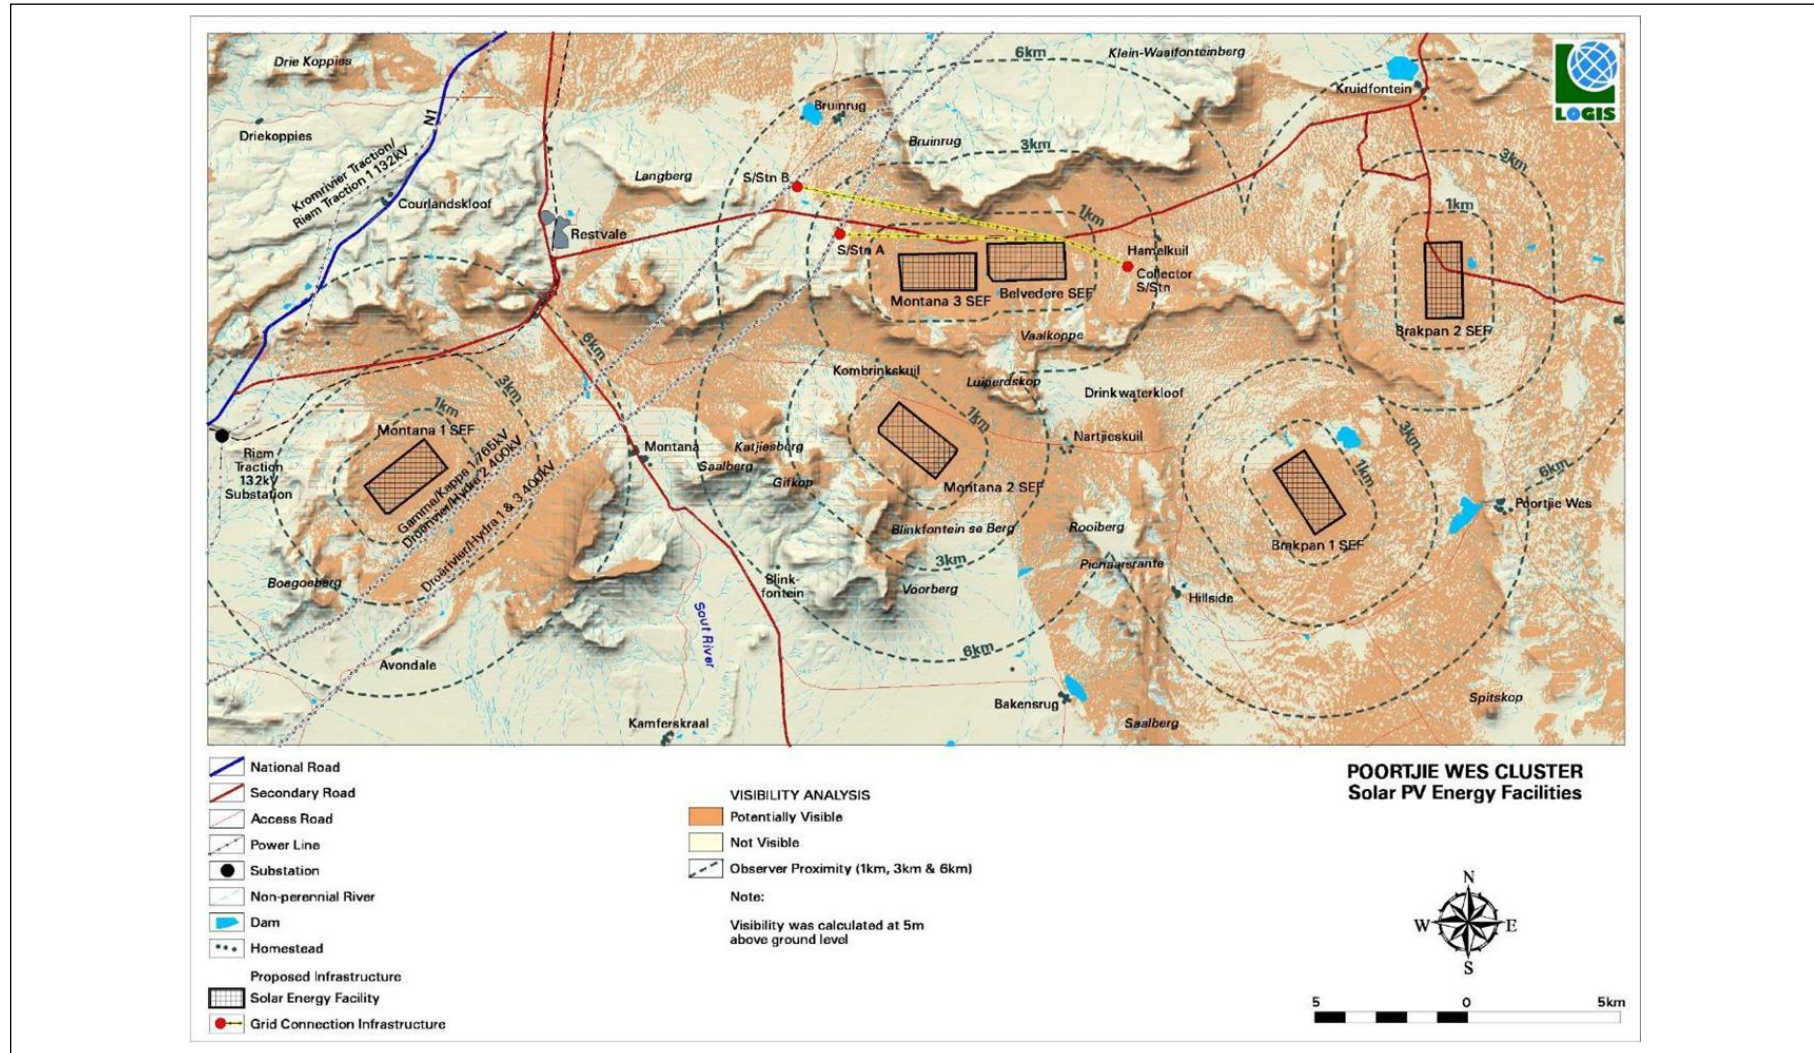 6km
Klein-Waaifonteinberg
Drie Koppies
LOGIS
Kruidfontein
N1
Bruinrug
Driekoppies
Kromrivier Traction/
Riem Traction 1 132kV
Bruinrug
3km
3km
Langberg
S/Stn B
Courlandskloof
1km
1km
Restvale
S/Stn A
Hamelkuil
Collector
S/Stn
Montana 3 SEF
Belvedere SEF
Brakpan 2 SEF
Vaalkoppe
6km
Kombrinkskuil
Luiperdskop
Drinkwaterkloof
3km
1km
1km
Montana 1 SEF
3km
Nartjieskuil
Montana
Katjiesberg
Saalberg
Gifkop
Montana 2 SEF
1km
6km
Riem
Traction
132kV
Substation
Gamma/Kappa 1 765kV
Droërivier/Hydra 2 400kV
Droërivier/Hydra 1 & 3 400kV
Poortjie Wes
Blinkfontein se Berg
Rooiberg
Brakpan 1 SEF
3km
Pienaarsrante
Boegoeberg
Blink-
fontein
Voorberg
Hillside
Sout River
6km
Avondale
Bakensrug
Spitskop
Kamferskraal
Saalberg
National Road
Secondary Road
Access Road
Power Line
Substation
Non-perennial River
Dam
Homestead
Proposed Infrastructure
Solar Energy Facility
Grid Connection Infrastructure
VISIBILITY ANALYSIS
Potentially Visible
Not Visible
Observer Proximity (1km, 3km & 6km)
Note:
Visibility was calculated at 5m
above ground level
POORTJIE WES CLUSTER
Solar PV Energy Facilities
N
W E
S
5 0 5km